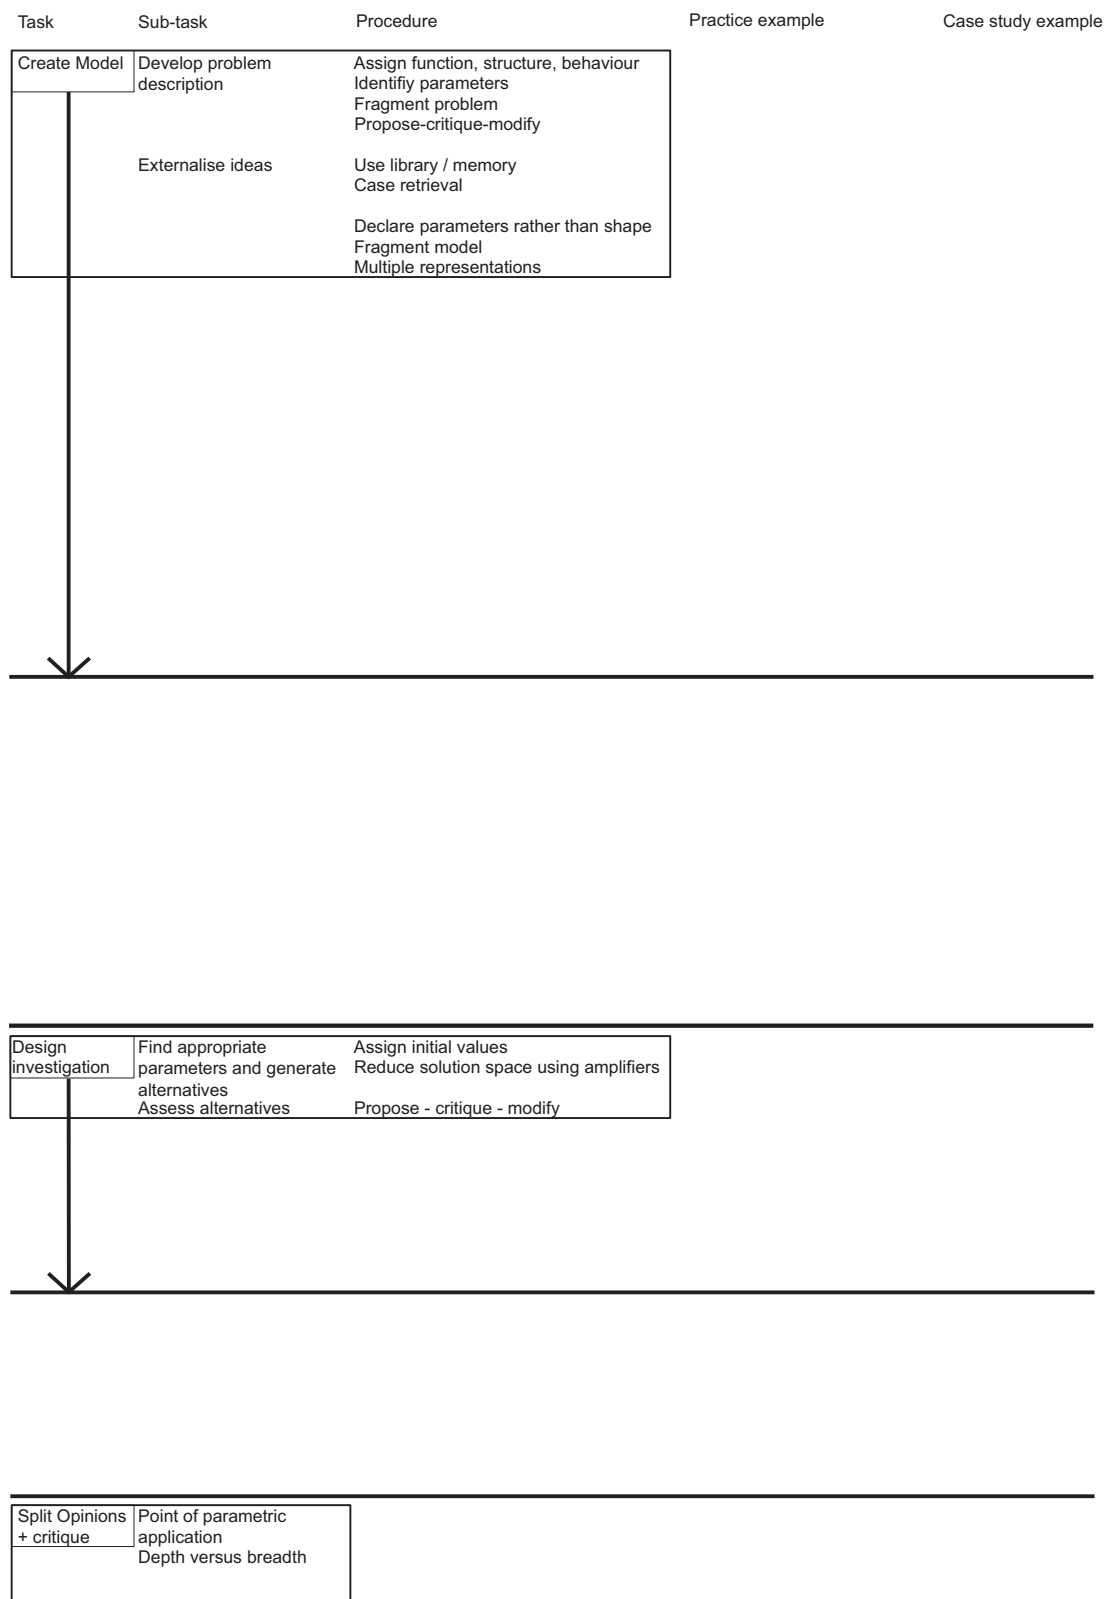 Task Sub-task Procedure Practice example Case study example
Create Model Develop problem Assign function, structure, behaviour
description Identifiy parameters
Fragment problem
Propose-critique-modify
Externalise ideas Use library / memory
Case retrieval
Declare parameters rather than shape
Fragment model
Multiple representations
Design Find appropriate Assign initial values
investigation parameters and generate Reduce solution space using amplifiers
alternatives
Assess alternatives Propose - critique - modify
Split Opinions Point of parametric
+ critique application
Depth versus breadth